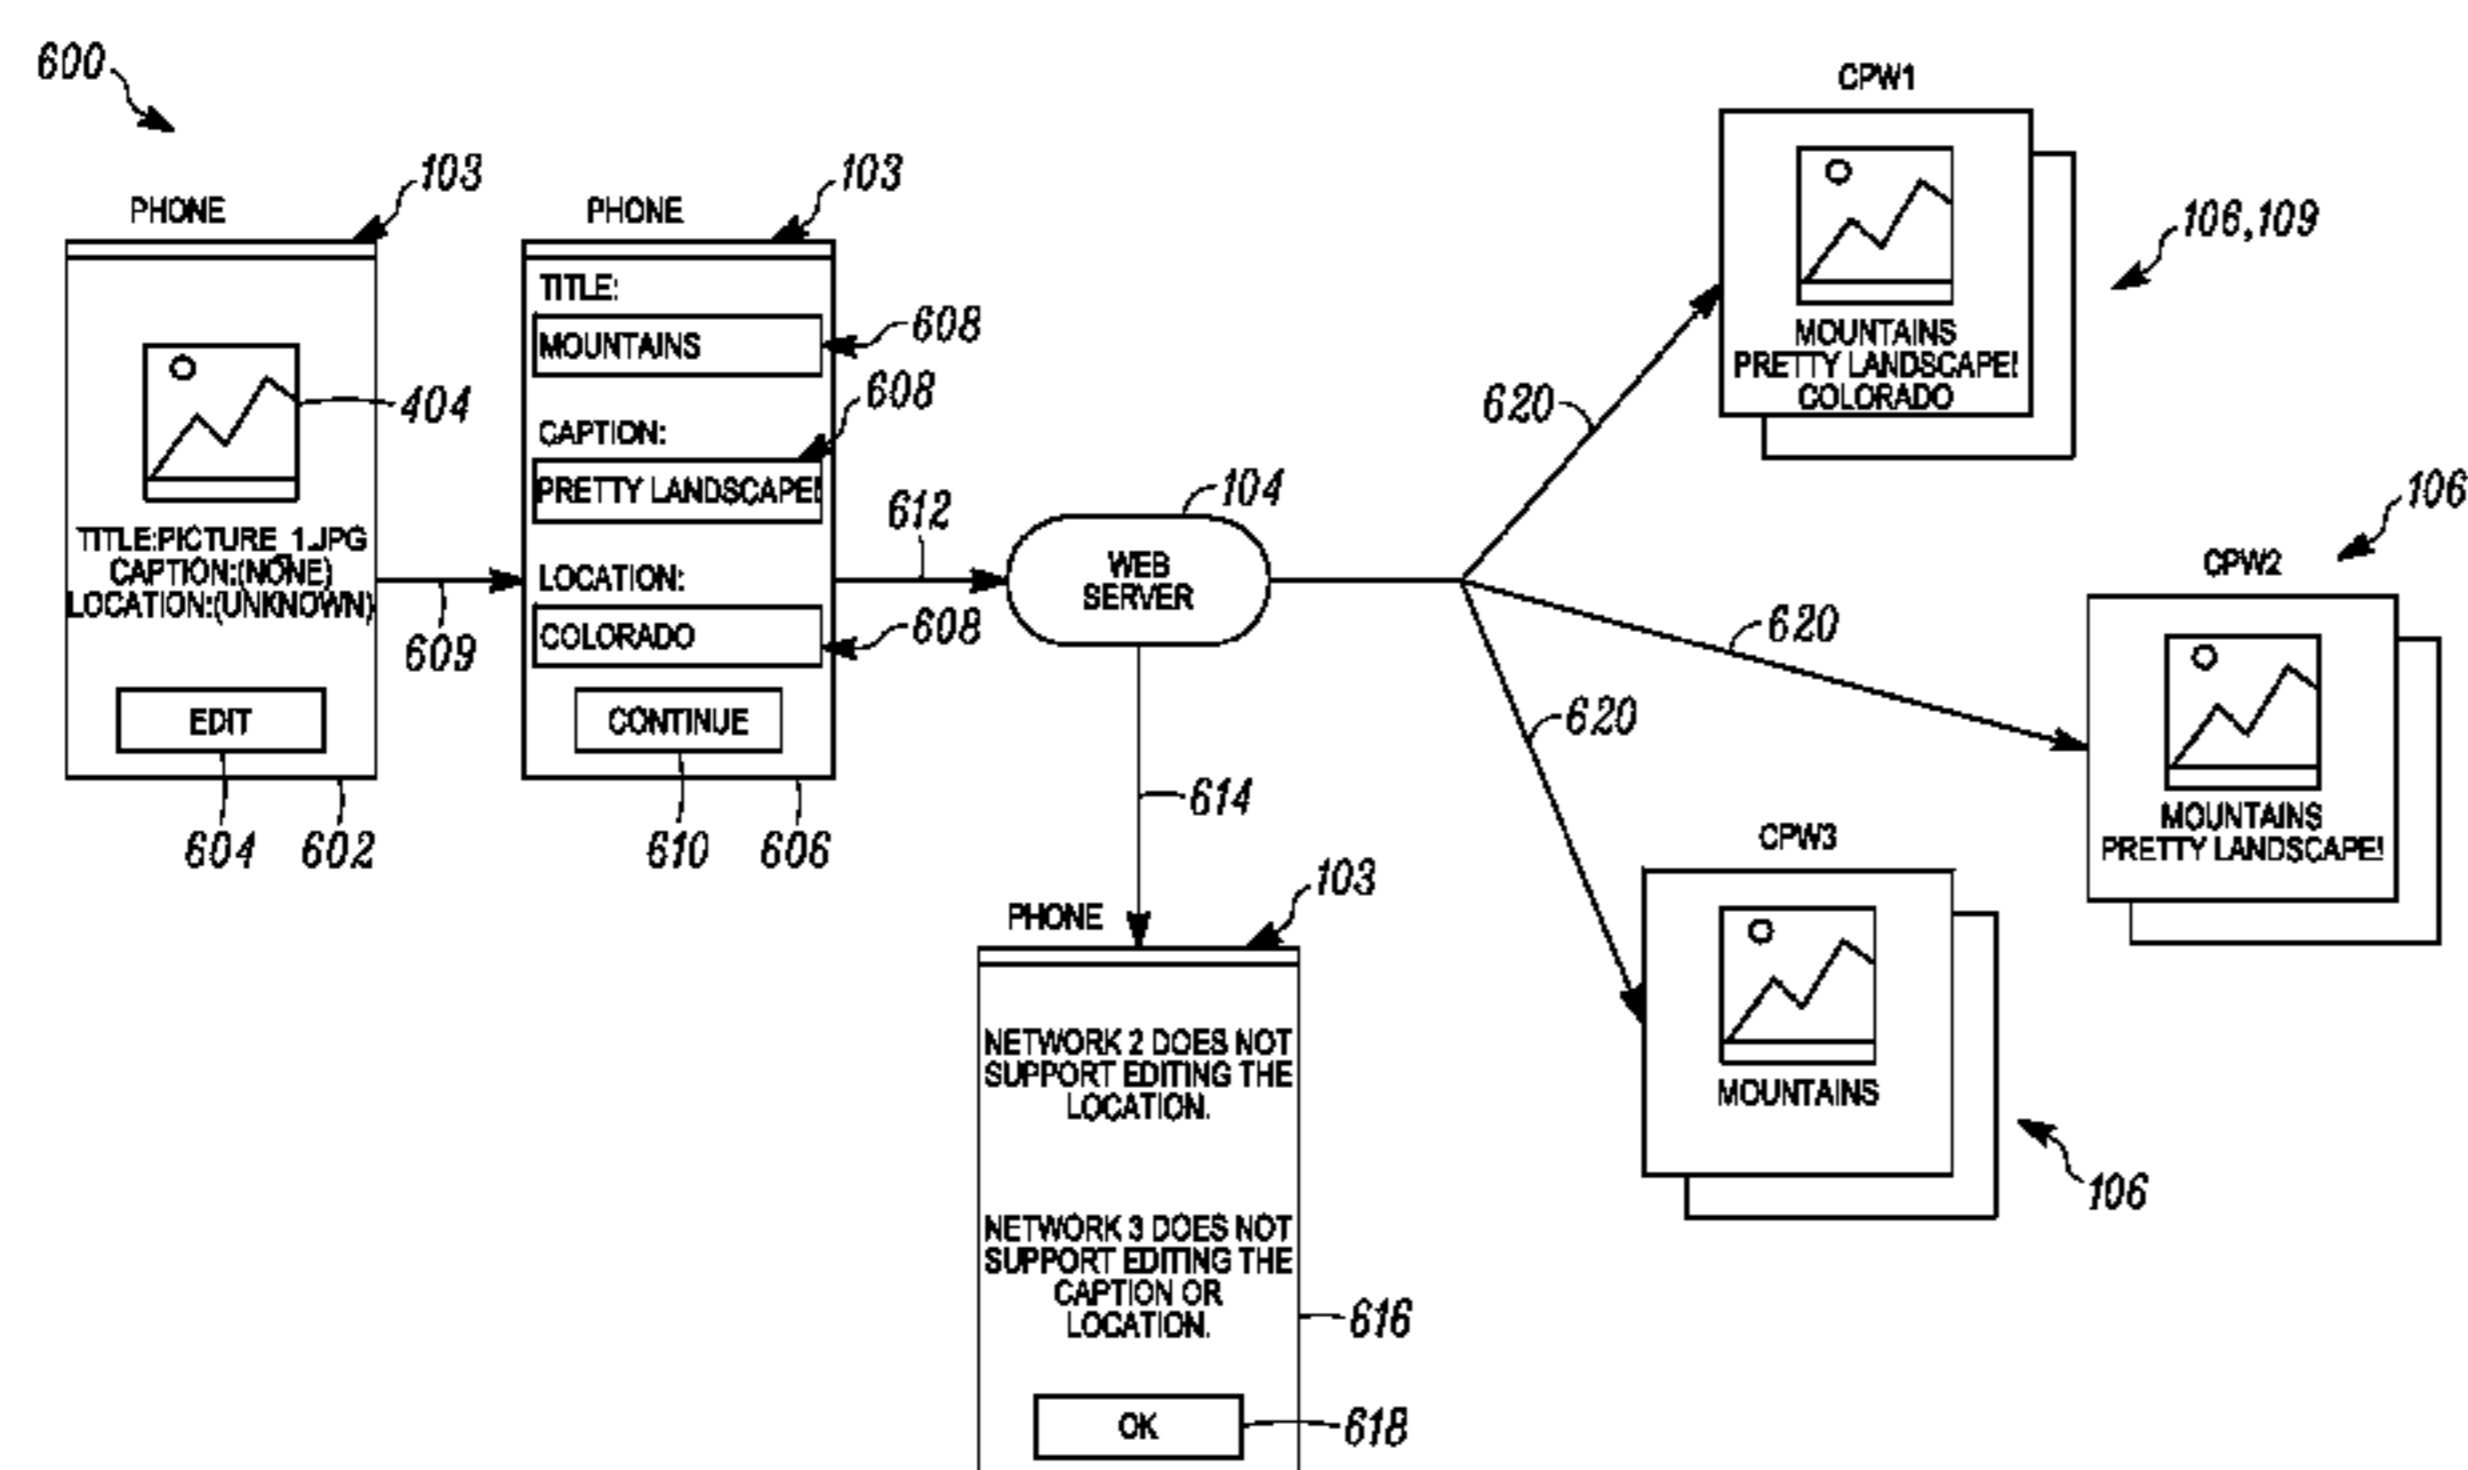 600
103
PHONE
404
TITLE:PICTURE_1.JPG
CAPTION:(NONE)
LOCATION:(UNKNOWN)
EDIT
604
602
609
103
PHONE
TITLE:
MOUNTAINS
608
CAPTION:
608
PRETTY LANDSCAPE!
LOCATION:
COLORADO
608
CONTINUE
610
606
612
104
WEB
SERVER
614
103
PHONE
NETWORK 2 DOES NOT
SUPPORT EDITING THE
LOCATION.
NETWORK 3 DOES NOT
SUPPORT EDITING THE
CAPTION OR
LOCATION.
616
OK
618
620
620
620
CPW1
106,109
MOUNTAINS
PRETTY LANDSCAPE!
COLORADO
CPW2
106
MOUNTAINS
PRETTY LANDSCAPE!
CPW3
MOUNTAINS
106